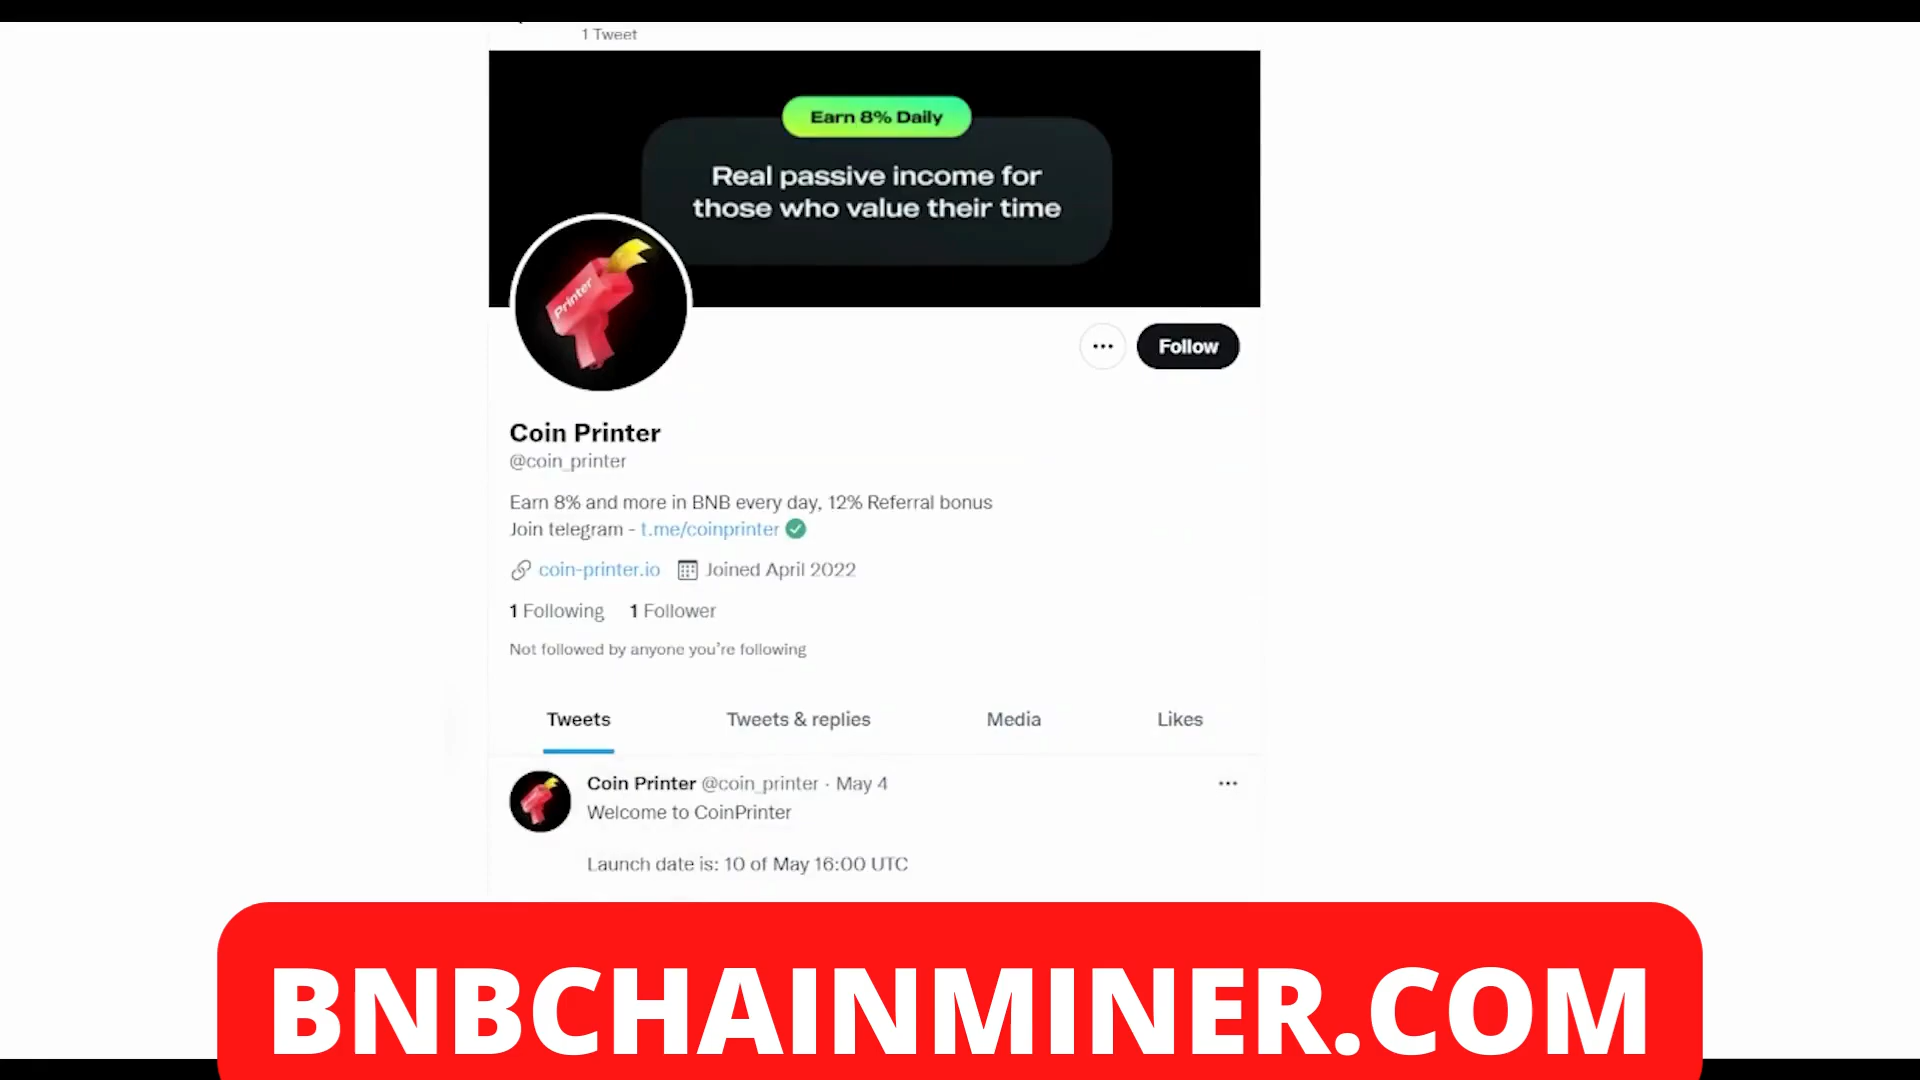 1 Tweet
Earn 8% Daily
Real passive income for
those who value their time
Printer
Follow
Coin Printer
@coin_printer
Earn 8% and more in BNB every day, 12% Referral bonus
Join telegram - t.me/coinprinter
coin-printer.io Joined April 2022
1 Following 1 Follower
Not followed by anyone you’re following
Tweets Tweets & replies Media Likes
Coin Printer @coin_printer · May 4
Welcome to CoinPrinter
Launch date is: 10 of May 16:00 UTC
BNBCHAINMINER.COM